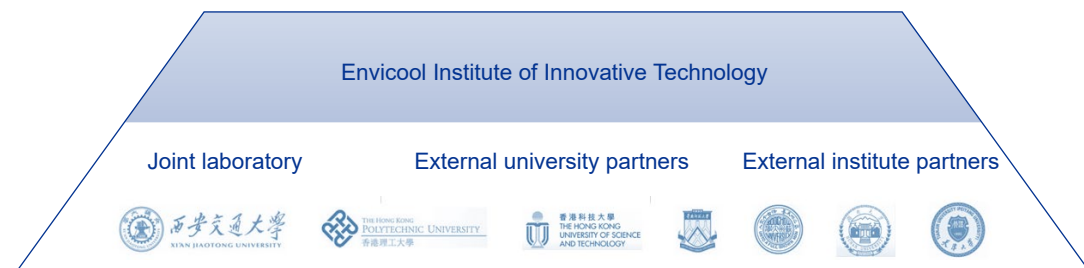 Envicool Institute of Innovative Technology
Joint laboratory
External university partners
External institute partners
西安交通大學
XI'AN JIAOTONG UNIVERSITY
THE HONG KONG
POLYTECHNIC UNIVERSITY
香港理工大學
香港科技大學
THE HONG KONG
UNIVERSITY OF SCIENCE
AND TECHNOLOGY